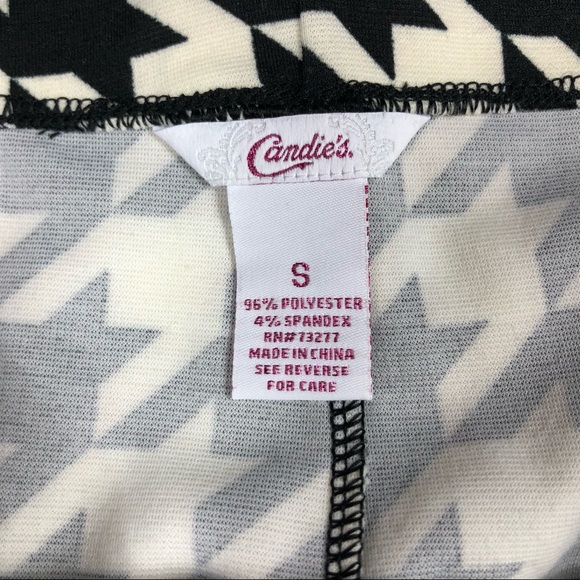 Candie's.
S
96% POLYESTER
4% SPANDEX
RN#73277
MADE IN CHINA
SEE REVERSE
FOR CARE